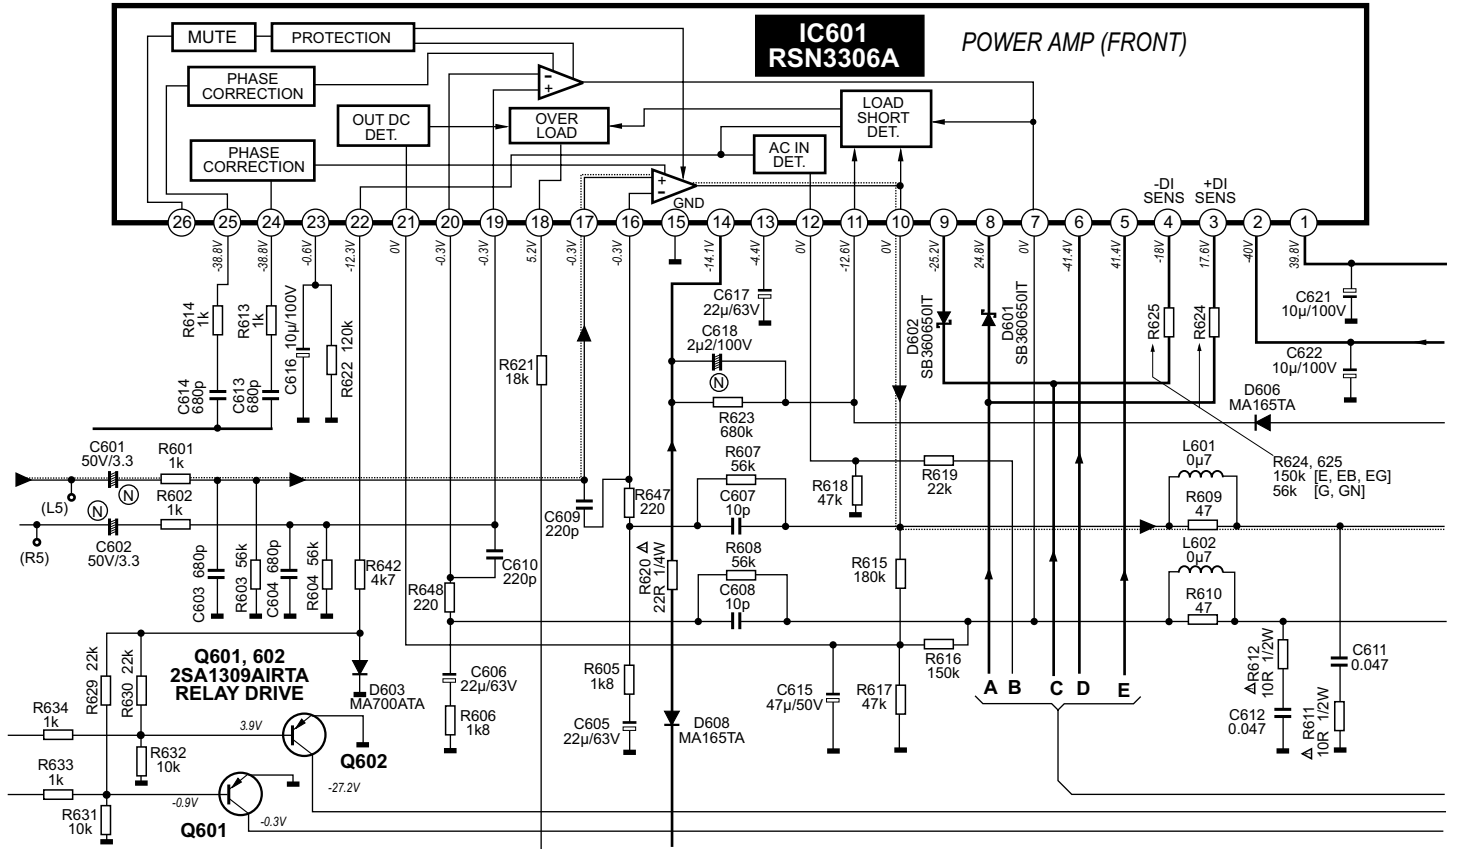 MUTE
PROTECTION
IC601
RSN3306A
POWER AMP (FRONT)
PHASE
CORRECTION
OUT DC
DET.
OVER
LOAD
LOAD
SHORT
DET.
AC IN
DET.
PHASE
CORRECTION
GND
-DI
SENS
+DI
SENS
26 25 24 23 22 21 20 19 18 17 16 15 14 13 12 11 10 9 8 7 6 5 4 3 2 1
-38.8V
-38.8V
-0.6V
-12.3V
0V
-0.3V
-0.3V
5.2V
-0.3V
-0.3V
-14.1V
-4.4V
0V
-12.6V
0V
-25.2V
24.8V
0V
-41.4V
41.4V
-18V
17.6V
-40V
39.8V
R614
1k
R613
1k
C616 10µ/100V
R622 120k
C614
680p
C613
680p
R621
18k
C617
22µ/63V
C618
2µ2/100V
N
R623
680k
D602
SB360650IT
D601
SB360650IT
R625
R624
C621
10µ/100V
C622
10µ/100V
D606
MA165TA
R624, 625
150k [E, EB, EG]
56k [G, GN]
C601
50V/3.3
R601
1k
N
(L5)
R602
1k
N
C602
50V/3.3
(R5)
C603 680p
R603 56k
C604 680p
R604 56k
R642
4k7
R648
220
C610
220p
C609
220p
R647
220
R607
56k
C607
10p
R608
56k
C608
10p
R620
22R 1/4W
R618
47k
R619
22k
R615
180k
L601
0µ7
R609
47
L602
0µ7
R610
47
R629 22k
R630 22k
Q601, 602
2SA1309AIRTA
RELAY DRIVE
D603
MA700ATA
C606
22µ/63V
R606
1k8
R605
1k8
C605
22µ/63V
D608
MA165TA
C615
47µ/50V
R617
47k
R616
150k
A B C D E
R612
10R 1/2W
C612
0.047
C611
0.047
R611
10R 1/2W
R634
1k
3.9V
R632
10k
Q602
-27.2V
R633
1k
-0.9V
R631
10k
Q601
-0.3V